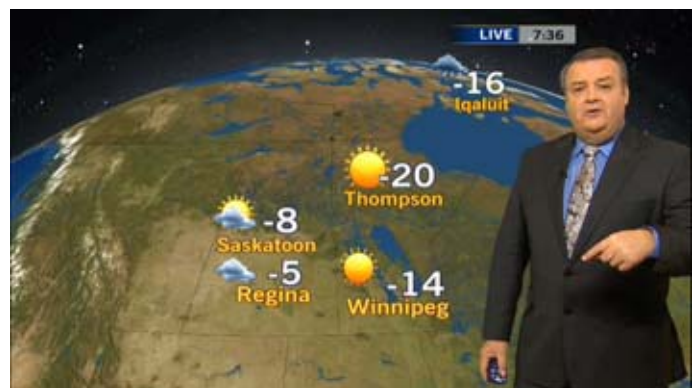 LIVE 7:36
-16
Iqaluit
-20
Thompson
-8
Saskatoon
-5
Regina
-14
Winnipeg